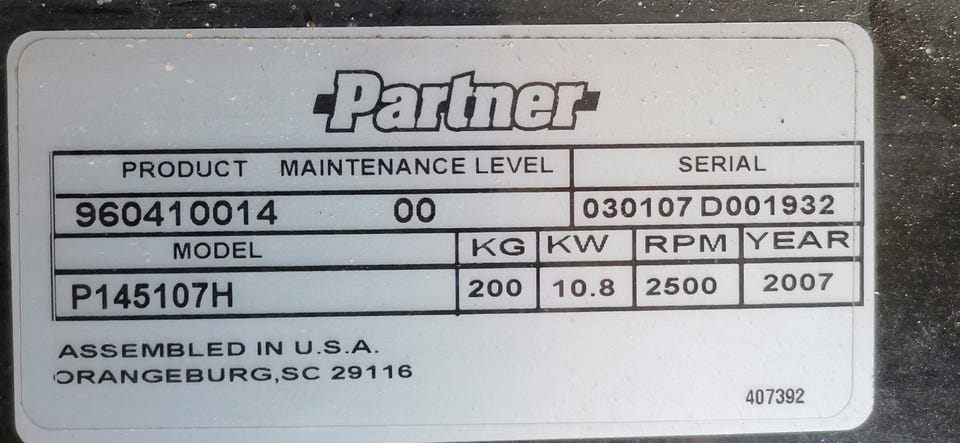 Partner
PRODUCT MAINTENANCE LEVEL SERIAL
960410014 00 030107 D001932
MODEL KG KW RPM YEAR
P145107H 200 10.8 2500 2007
ASSEMBLED IN U.S.A.
ORANGEBURG,SC 29116
407392